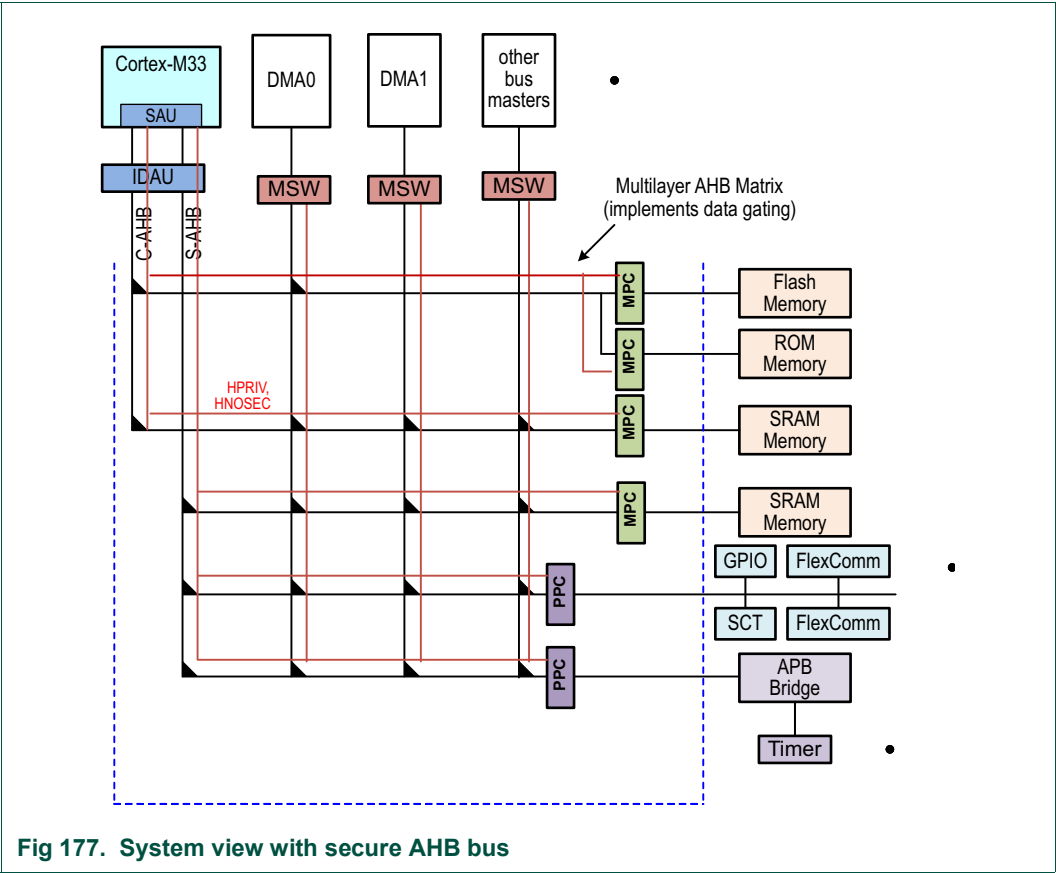 Cortex-M33
SAU
DMA0
DMA1
other
bus
masters
IDAU
MSW
MSW
MSW
C-AHB
S-AHB
Multilayer AHB Matrix
(implements data gating)
MPC
Flash
Memory
MPC
ROM
Memory
HPRIV,
HNOSEC
MPC
SRAM
Memory
MPC
SRAM
Memory
PPC
GPIO
FlexComm
SCT
FlexComm
PPC
APB
Bridge
Timer
Fig 177. System view with secure AHB bus